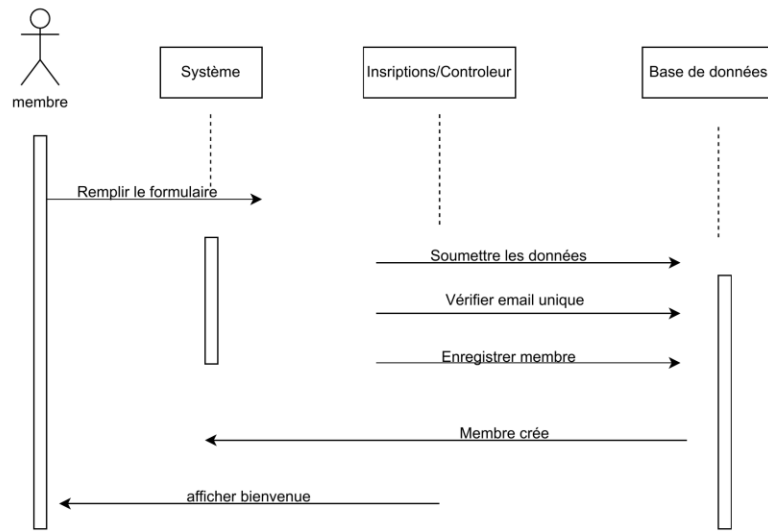 membre
Système
Insriptions/Controleur
Base de données
Remplir le formulaire
Soumettre les données
Vérifier email unique
Enregistrer membre
Membre crée
afficher bienvenue